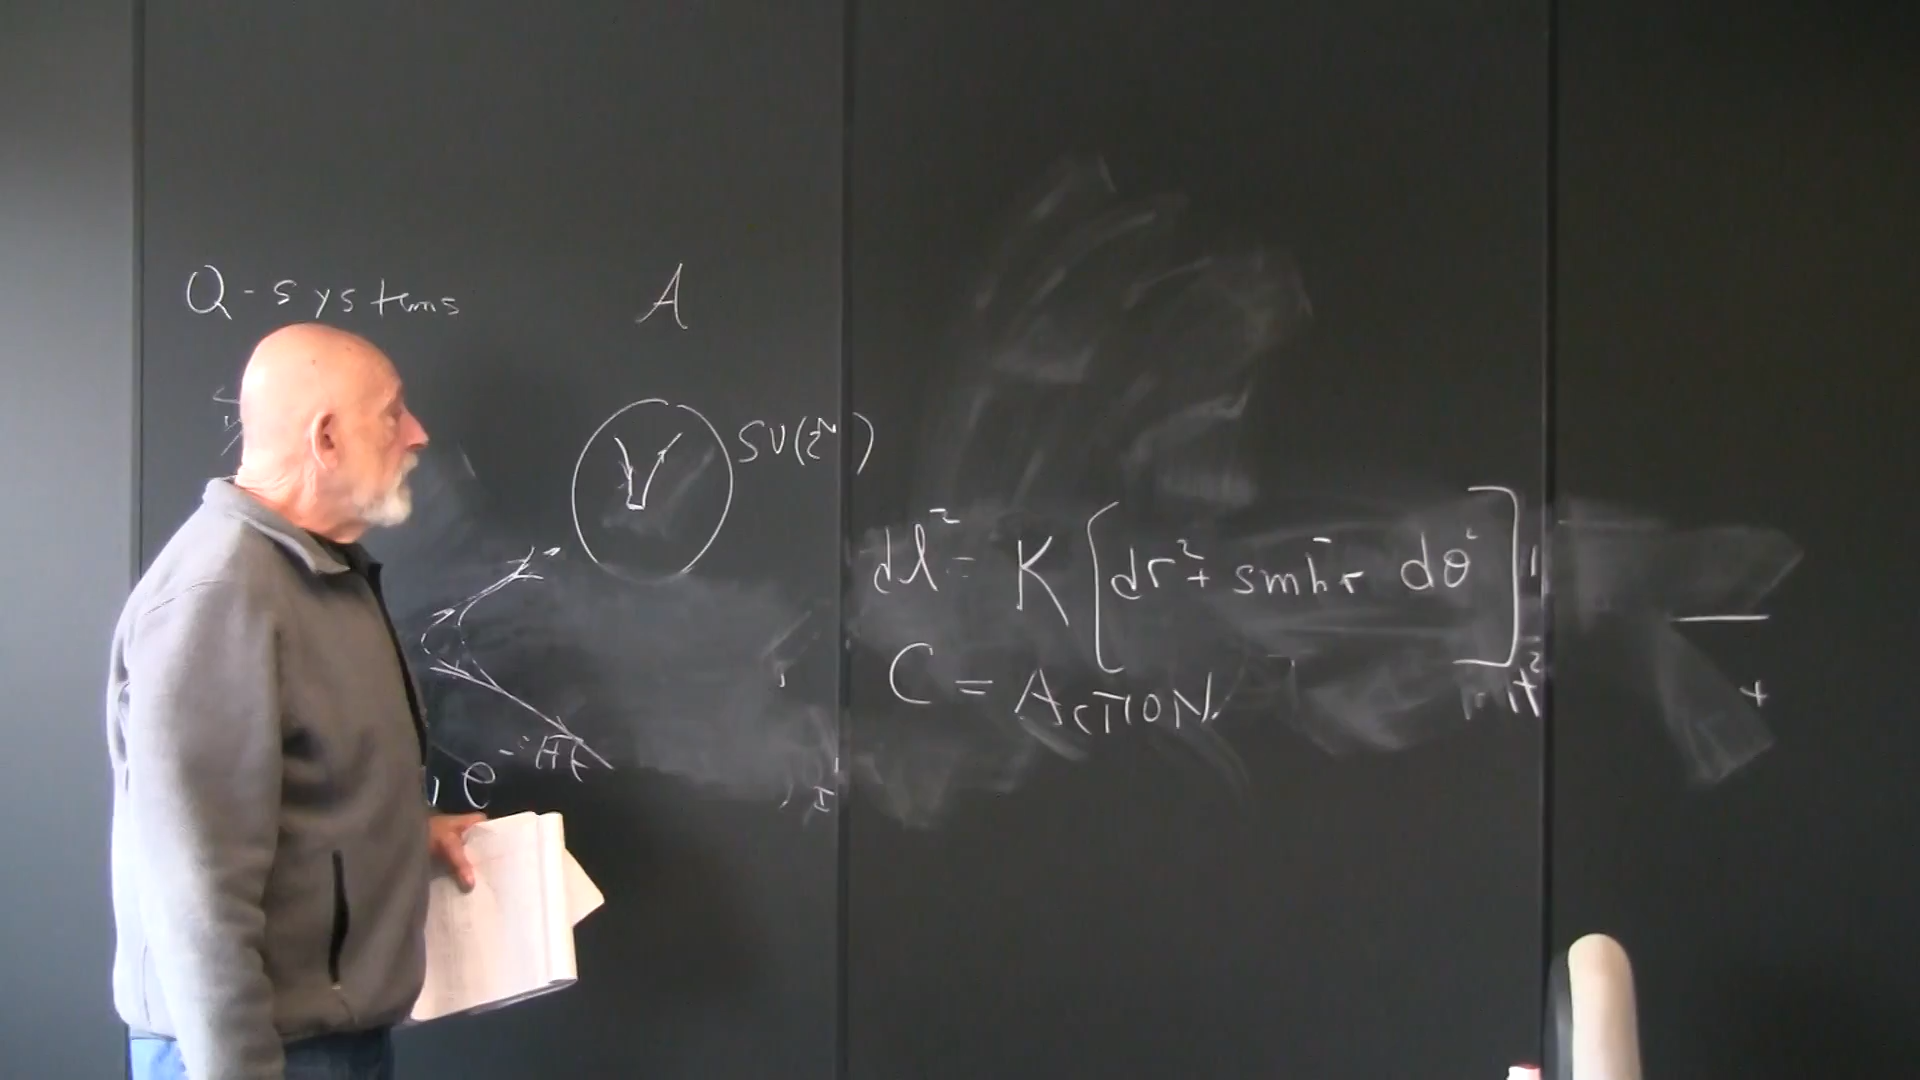 Q-systems
A
SU(2^N)
dl² = K [dr² + sinh²r dθ²]
C = ACTION.
e^-iHt